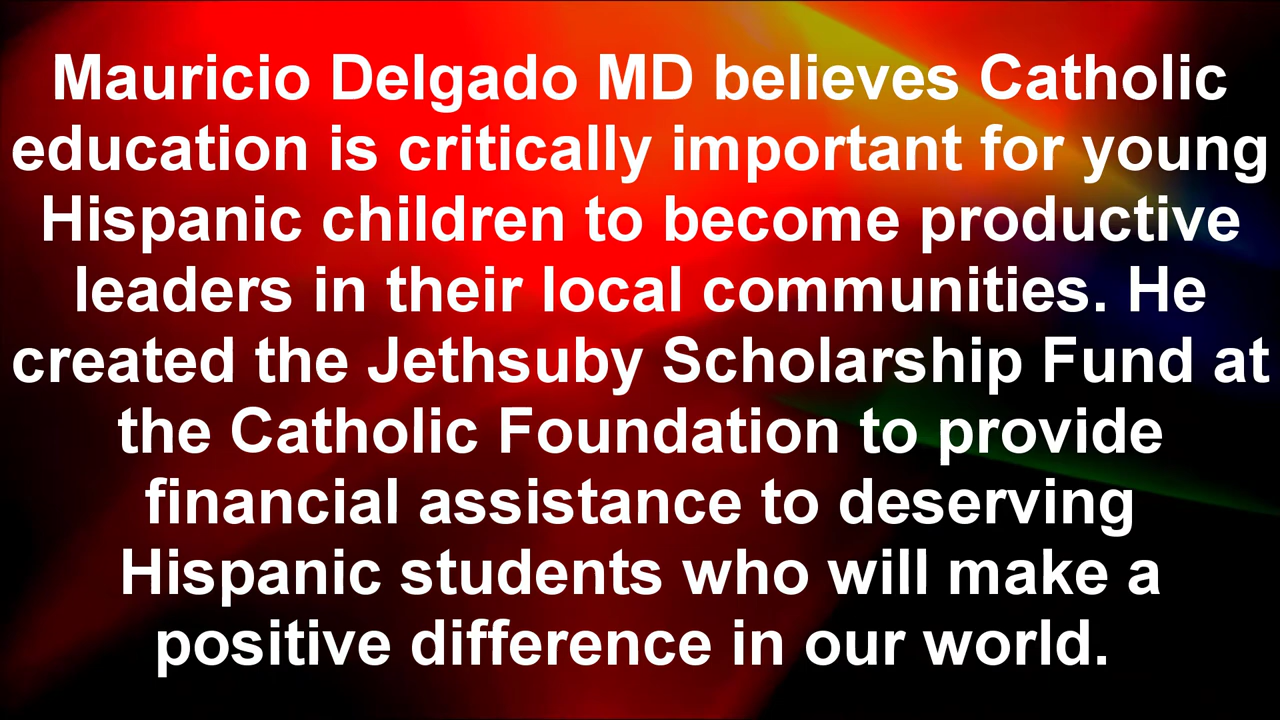 Mauricio Delgado MD believes Catholic
education is critically important for young
Hispanic children to become productive
leaders in their local communities. He
created the Jethsuby Scholarship Fund at
the Catholic Foundation to provide
financial assistance to deserving
Hispanic students who will make a
positive difference in our world.